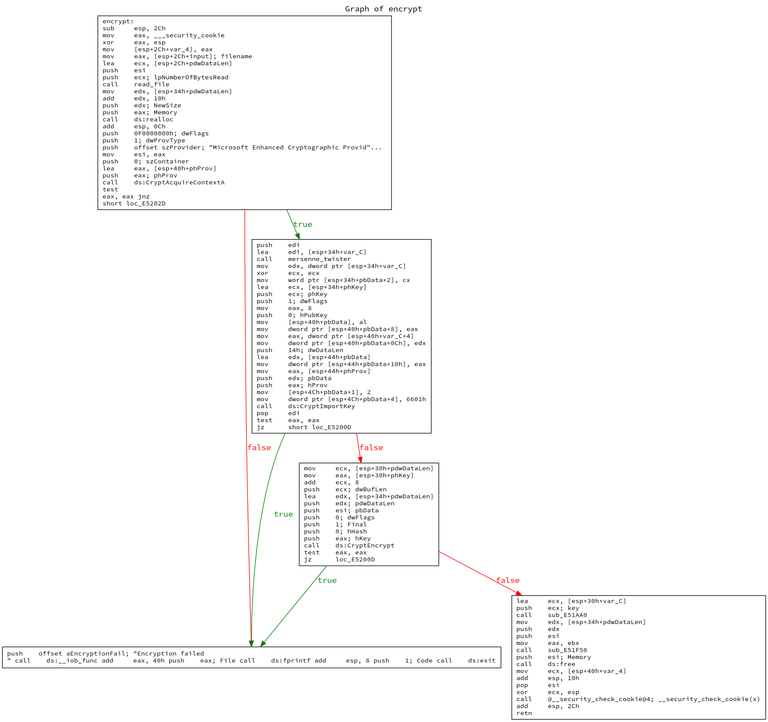 Graph of encrypt
encrypt:
sub esp, 2Ch
mov eax, ___security_cookie
xor eax, esp
mov [esp+2Ch+var_4], eax
mov eax, [esp+2Ch+input]; filename
lea ecx, [esp+2Ch+pdwDataLen]
push esi
push ecx; lpNumberOfBytesRead
call read_file
mov edx, [esp+34h+pdwDataLen]
add edx, 10h
push edx; NewSize
push eax; Memory
call ds:realloc
add esp, 0Ch
push 0F0000000h; dwFlags
push 1; dwProvType
push offset szProvider; "Microsoft Enhanced Cryptographic Provid"...
mov esi, eax
push 0; szContainer
lea eax, [esp+40h+phProv]
push eax; phProv
call ds:CryptAcquireContextA
test
eax, eax jnz
short loc_E5202D
true
push edi
lea edi, [esp+34h+var_C]
call mersenne_twister
mov edx, dword ptr [esp+34h+var_C]
xor ecx, ecx
mov word ptr [esp+34h+pbData+2], cx
lea ecx, [esp+34h+phKey]
push ecx; phKey
push 1; dwFlags
mov eax, 8
push 0; hPubKey
mov [esp+40h+pbData], al
mov dword ptr [esp+40h+pbData+8], eax
mov eax, dword ptr [esp+40h+var_C+4]
mov dword ptr [esp+40h+pbData+0Ch], edx
push 14h; dwDataLen
lea edx, [esp+44h+pbData]
mov dword ptr [esp+44h+pbData+10h], eax
mov eax, [esp+44h+phProv]
push edx; pbData
push eax; hProv
mov [esp+4Ch+pbData+1], 2
mov dword ptr [esp+4Ch+pbData+4], 6601h
call ds:CryptImportKey
pop edi
test eax, eax
jz short loc_E5200D
false
false
mov ecx, [esp+30h+pdwDataLen]
mov eax, [esp+30h+phKey]
add ecx, 8
push ecx; dwBufLen
lea edx, [esp+34h+pdwDataLen]
push edx; pdwDataLen
push esi; pbData
push 0; dwFlags
push 1; Final
push 0; hHash
push eax; hKey
call ds:CryptEncrypt
test eax, eax
jz loc_E5200D
true
true
false
lea ecx, [esp+30h+var_C]
push ecx; key
call sub_E51AA0
mov edx, [esp+34h+pdwDataLen]
push edx
push esi
mov eax, ebx
call sub_E51F50
push esi; Memory
call ds:free
mov ecx, [esp+40h+var_4]
add esp, 10h
pop esi
xor ecx, esp
call @__security_check_cookie@4; __security_check_cookie(x)
add esp, 2Ch
retn
push offset aEncryptionFail; "Encryption failed
" call ds:__iob_func add eax, 40h push eax; File call ds:fprintf add esp, 8 push 1; Code call ds:exit